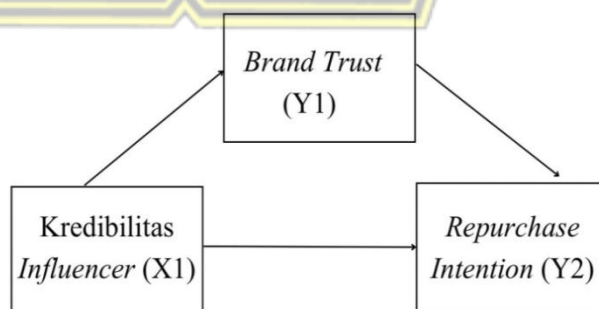 Brand Trust
(Y1)
Kredibilitas
Influencer (X1)
Repurchase
Intention (Y2)